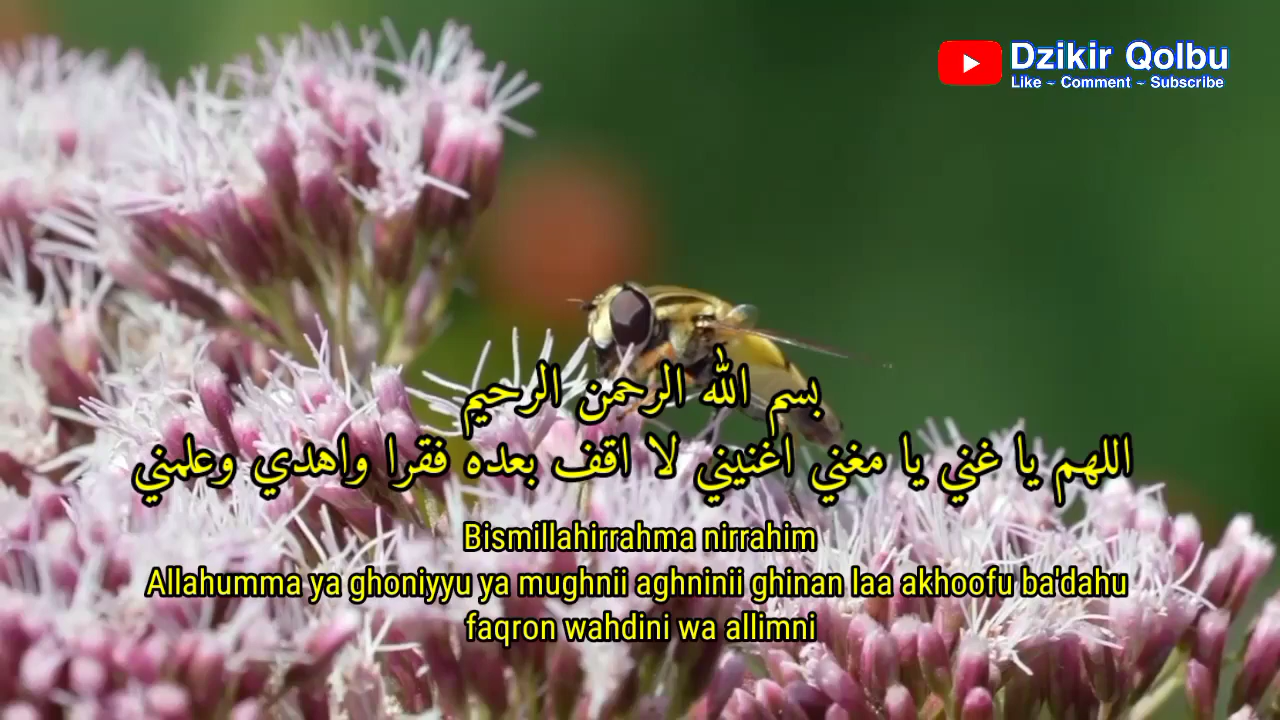 Dzikir Qolbu
Like ~ Comment ~ Subscribe
بسم الله الرحمن الرحيم
اللهم يا غني يا مغني اغنيني لا اقف بعده فقرا واهدي وعلمني
Bismillahirrahma nirrahim
Allahumma ya ghoniyyu ya mughnii aghninii ghinan laa akhoofu ba'dahu
faqron wahdini wa allimni